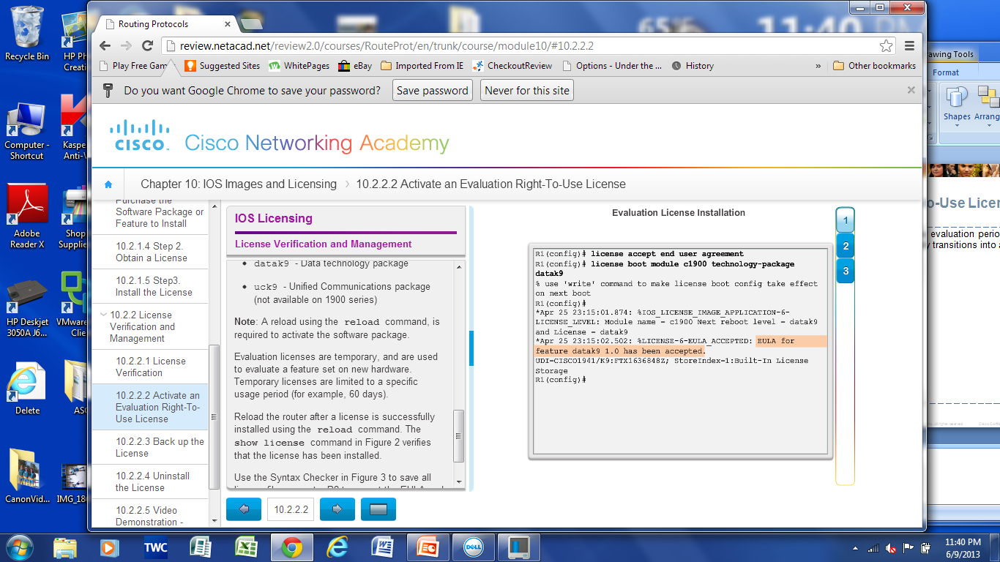 Recycle Bin
HP Ph
Creati
Computer -
Shortcut
Kaspe
Anti-V
Adobe
Reader X
Shop
Supplie
HP Deskjet
3050A J6...
VMware
Clie
Delete
ASC
CanonVid...
IMG_18
65
11:40 PM
Routing Protocols
review.netacad.net/review2.0/courses/RouteProt/en/trunk/course/module10/#10.2.2.2
Play Free Gam
Suggested Sites
WhitePages
eBay
Imported From IE
CheckoutReview
Options - Under the ...
History
»
Other bookmarks
Do you want Google Chrome to save your password?
Save password
Never for this site
CISCO
Cisco Networking Academy
Chapter 10: IOS Images and Licensing
10.2.2.2 Activate an Evaluation Right-To-Use License
Purchase the
Software Package or
Feature to Install
10.2.1.4 Step 2.
Obtain a License
10.2.1.5 Step3.
Install the License
10.2.2 License
Verification and
Management
10.2.2.1 License
Verification
10.2.2.2 Activate an
Evaluation Right-To-
Use License
10.2.2.3 Back up the
License
10.2.2.4 Uninstall
the License
10.2.2.5 Video
Demonstration -
IOS Licensing
License Verification and Management
• datak9 - Data technology package
• uck9 - Unified Communications package
(not available on 1900 series)
Note: A reload using the reload command, is
required to activate the software package.
Evaluation licenses are temporary, and are used
to evaluate a feature set on new hardware.
Temporary licenses are limited to a specific
usage period (for example, 60 days).
Reload the router after a license is successfully
installed using the reload command. The
show license command in Figure 2 verifies
that the license has been installed.
Use the Syntax Checker in Figure 3 to save all
10.2.2.2
Evaluation License Installation
R1(config)# license accept end user agreement
R1(config)# license boot module c1900 technology-package
datak9
% use 'write' command to make license boot config take effect
on next boot
R1(config)#
*Apr 25 23:15:01.874: %IOS_LICENSE_IMAGE_APPLICATION-6-
LICENSE_LEVEL: Module name = c1900 Next reboot level = datak9
and License = datak9
*Apr 25 23:15:02.502: %LICENSE-6-EULA_ACCEPTED: EULA for
feature datak9 1.0 has been accepted.
UDI=CISCO1941/K9:FTX1636848Z; StoreIndex=1:Built-In License
Storage
R1(config)#
1
2
3
awing Tools
Format
Shapes
Arrang
o-Use Licen
evaluation perio
y transitions into a
TWC
DELL
11:40 PM
6/9/2013